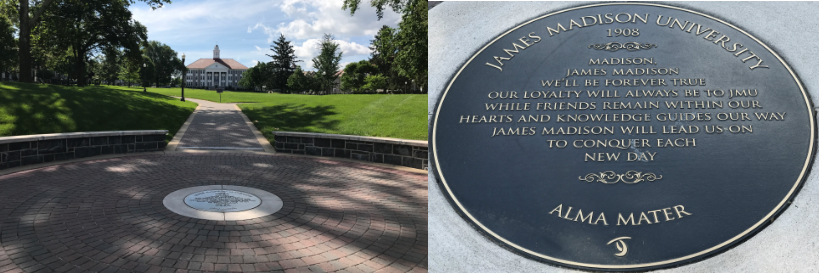 JAMES MADISON UNIVERSITY
1908
MADISON,
JAMES MADISON
WE'LL BE FOREVER TRUE
OUR LOYALTY WILL ALWAYS BE TO JMU
WHILE FRIENDS REMAIN WITHIN OUR
HEARTS AND KNOWLEDGE GUIDES OUR WAY
JAMES MADISON WILL LEAD US ON
TO CONQUER EACH
NEW DAY
ALMA MATER